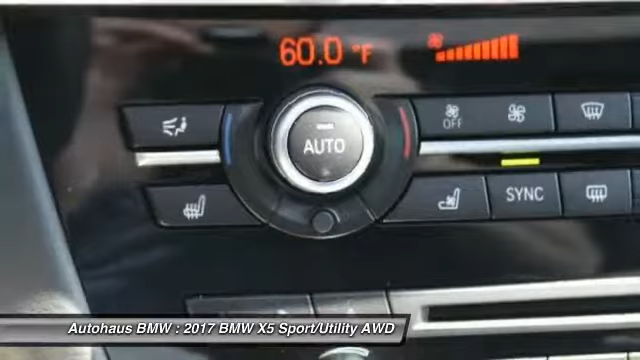 60.0 °F
OFF
AUTO
SYNC
Autohaus BMW : 2017 BMW X5 Sport/Utility AWD